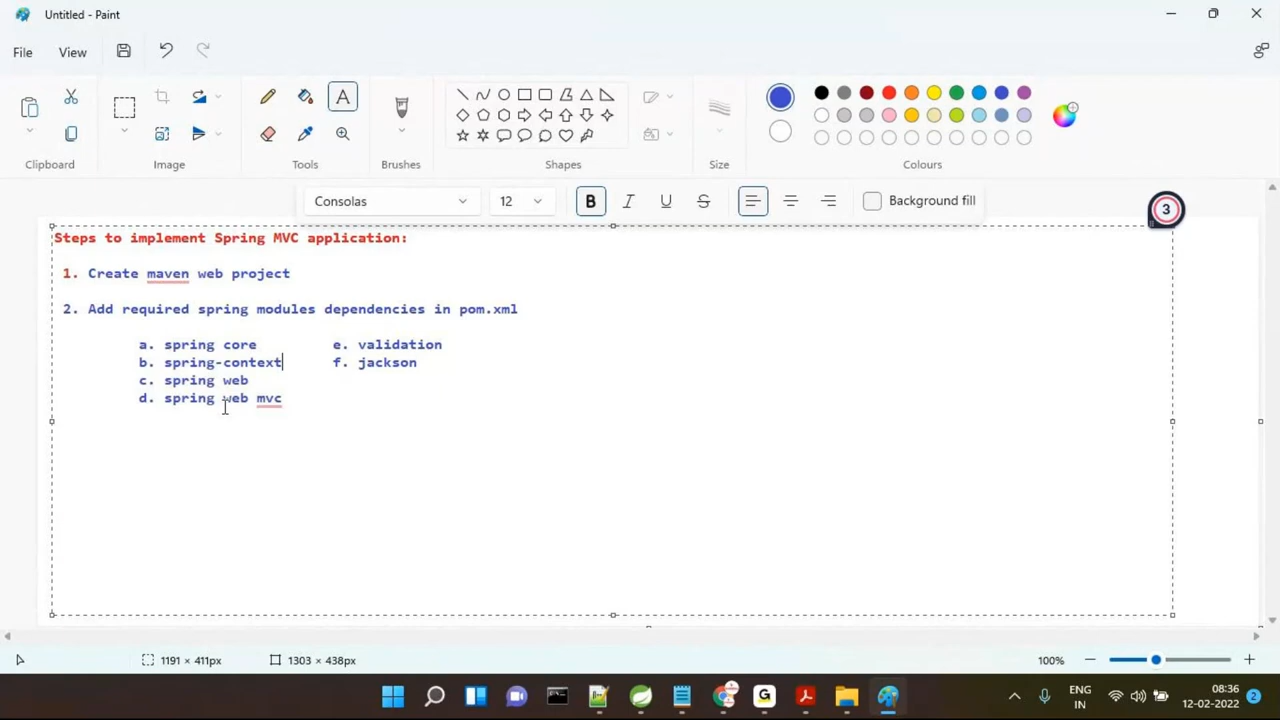 Untitled - Paint
File View
Clipboard Image Tools Brushes Shapes Size Colours
Consolas 12 B I U S Background fill
3
Steps to implement Spring MVC application:
1. Create maven web project
2. Add required spring modules dependencies in pom.xml
a. spring core e. validation
b. spring-context f. jackson
c. spring web
d. spring web mvc
1191 × 411px 1303 × 438px 100%
ENG 08:36
IN 12-02-2022 2